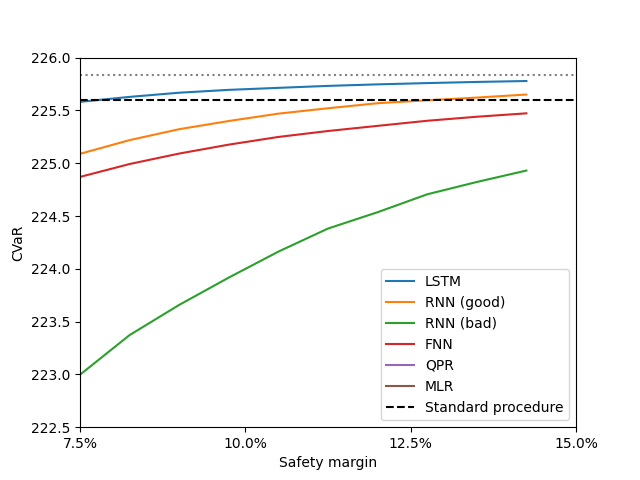 226.0
225.5
225.0
224.5
224.0
223.5
223.0
222.5
CVaR
7.5%
10.0%
12.5%
15.0%
Safety margin
LSTM
RNN (good)
RNN (bad)
FNN
QPR
MLR
Standard procedure